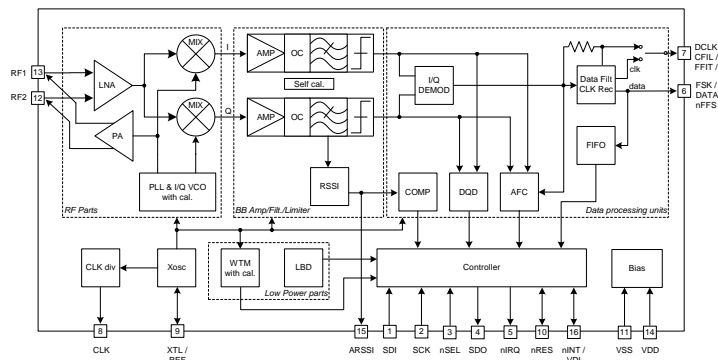 MIX
I
AMP
OC
AMP
OC
Self cal.
I/Q
DEMOD
Data Filt
CLK Rec
clk
data
7
DCLK
CFIL /
FFIT /
6
FSK /
DATA
nFFS
RF1
13
RF2
12
LNA
PA
MIX
Q
FIFO
PLL & I/Q VCO
with cal.
RSSI
COMP
DQD
AFC
RF Parts
BB Amp/Filt./Limiter
Data processing units
CLK div
Xosc
WTM
with cal.
LBD
Low Power parts
Controller
Bias
8
9
15
1
2
3
4
5
10
16
11
14
CLK
XTL /
REF
ARSSI
SDI
SCK
nSEL
SDO
nIRQ
nRES
nINT /
VDI
VSS
VDD